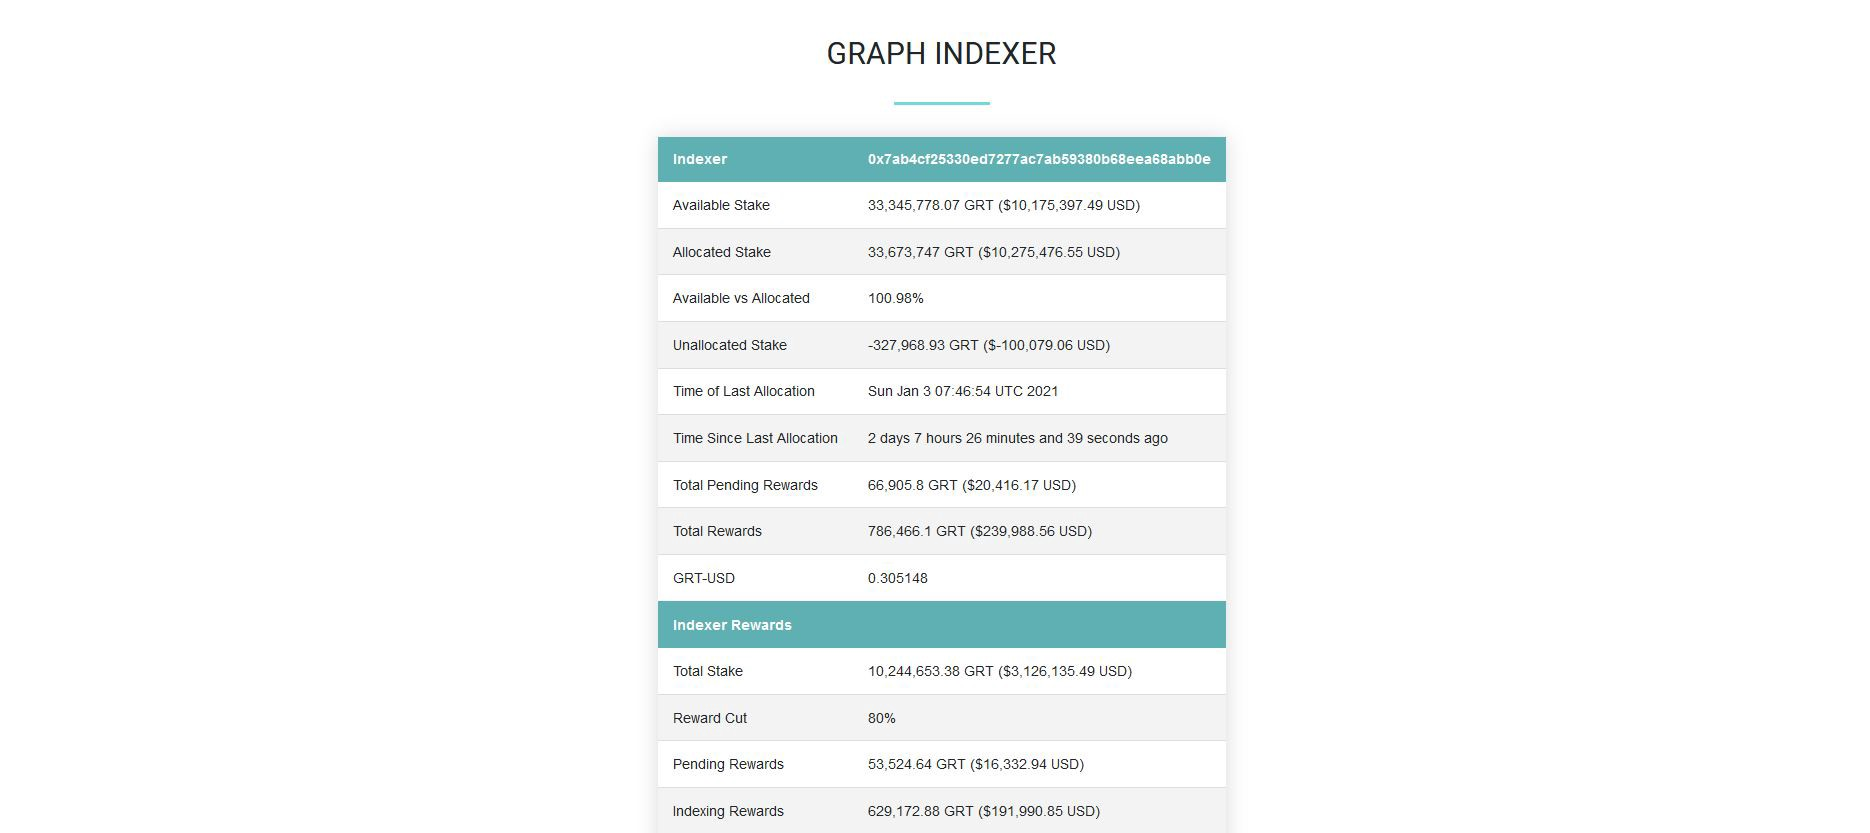 GRAPH INDEXER
Indexer 0x7ab4cf25330ed7277ac7ab59380b68eea68abb0e
Available Stake 33,345,778.07 GRT ($10,175,397.49 USD)
Allocated Stake 33,673,747 GRT ($10,275,476.55 USD)
Available vs Allocated 100.98%
Unallocated Stake -327,968.93 GRT ($-100,079.06 USD)
Time of Last Allocation Sun Jan 3 07:46:54 UTC 2021
Time Since Last Allocation 2 days 7 hours 26 minutes and 39 seconds ago
Total Pending Rewards 66,905.8 GRT ($20,416.17 USD)
Total Rewards 786,466.1 GRT ($239,988.56 USD)
GRT-USD 0.305148
Indexer Rewards
Total Stake 10,244,653.38 GRT ($3,126,135.49 USD)
Reward Cut 80%
Pending Rewards 53,524.64 GRT ($16,332.94 USD)
Indexing Rewards 629,172.88 GRT ($191,990.85 USD)